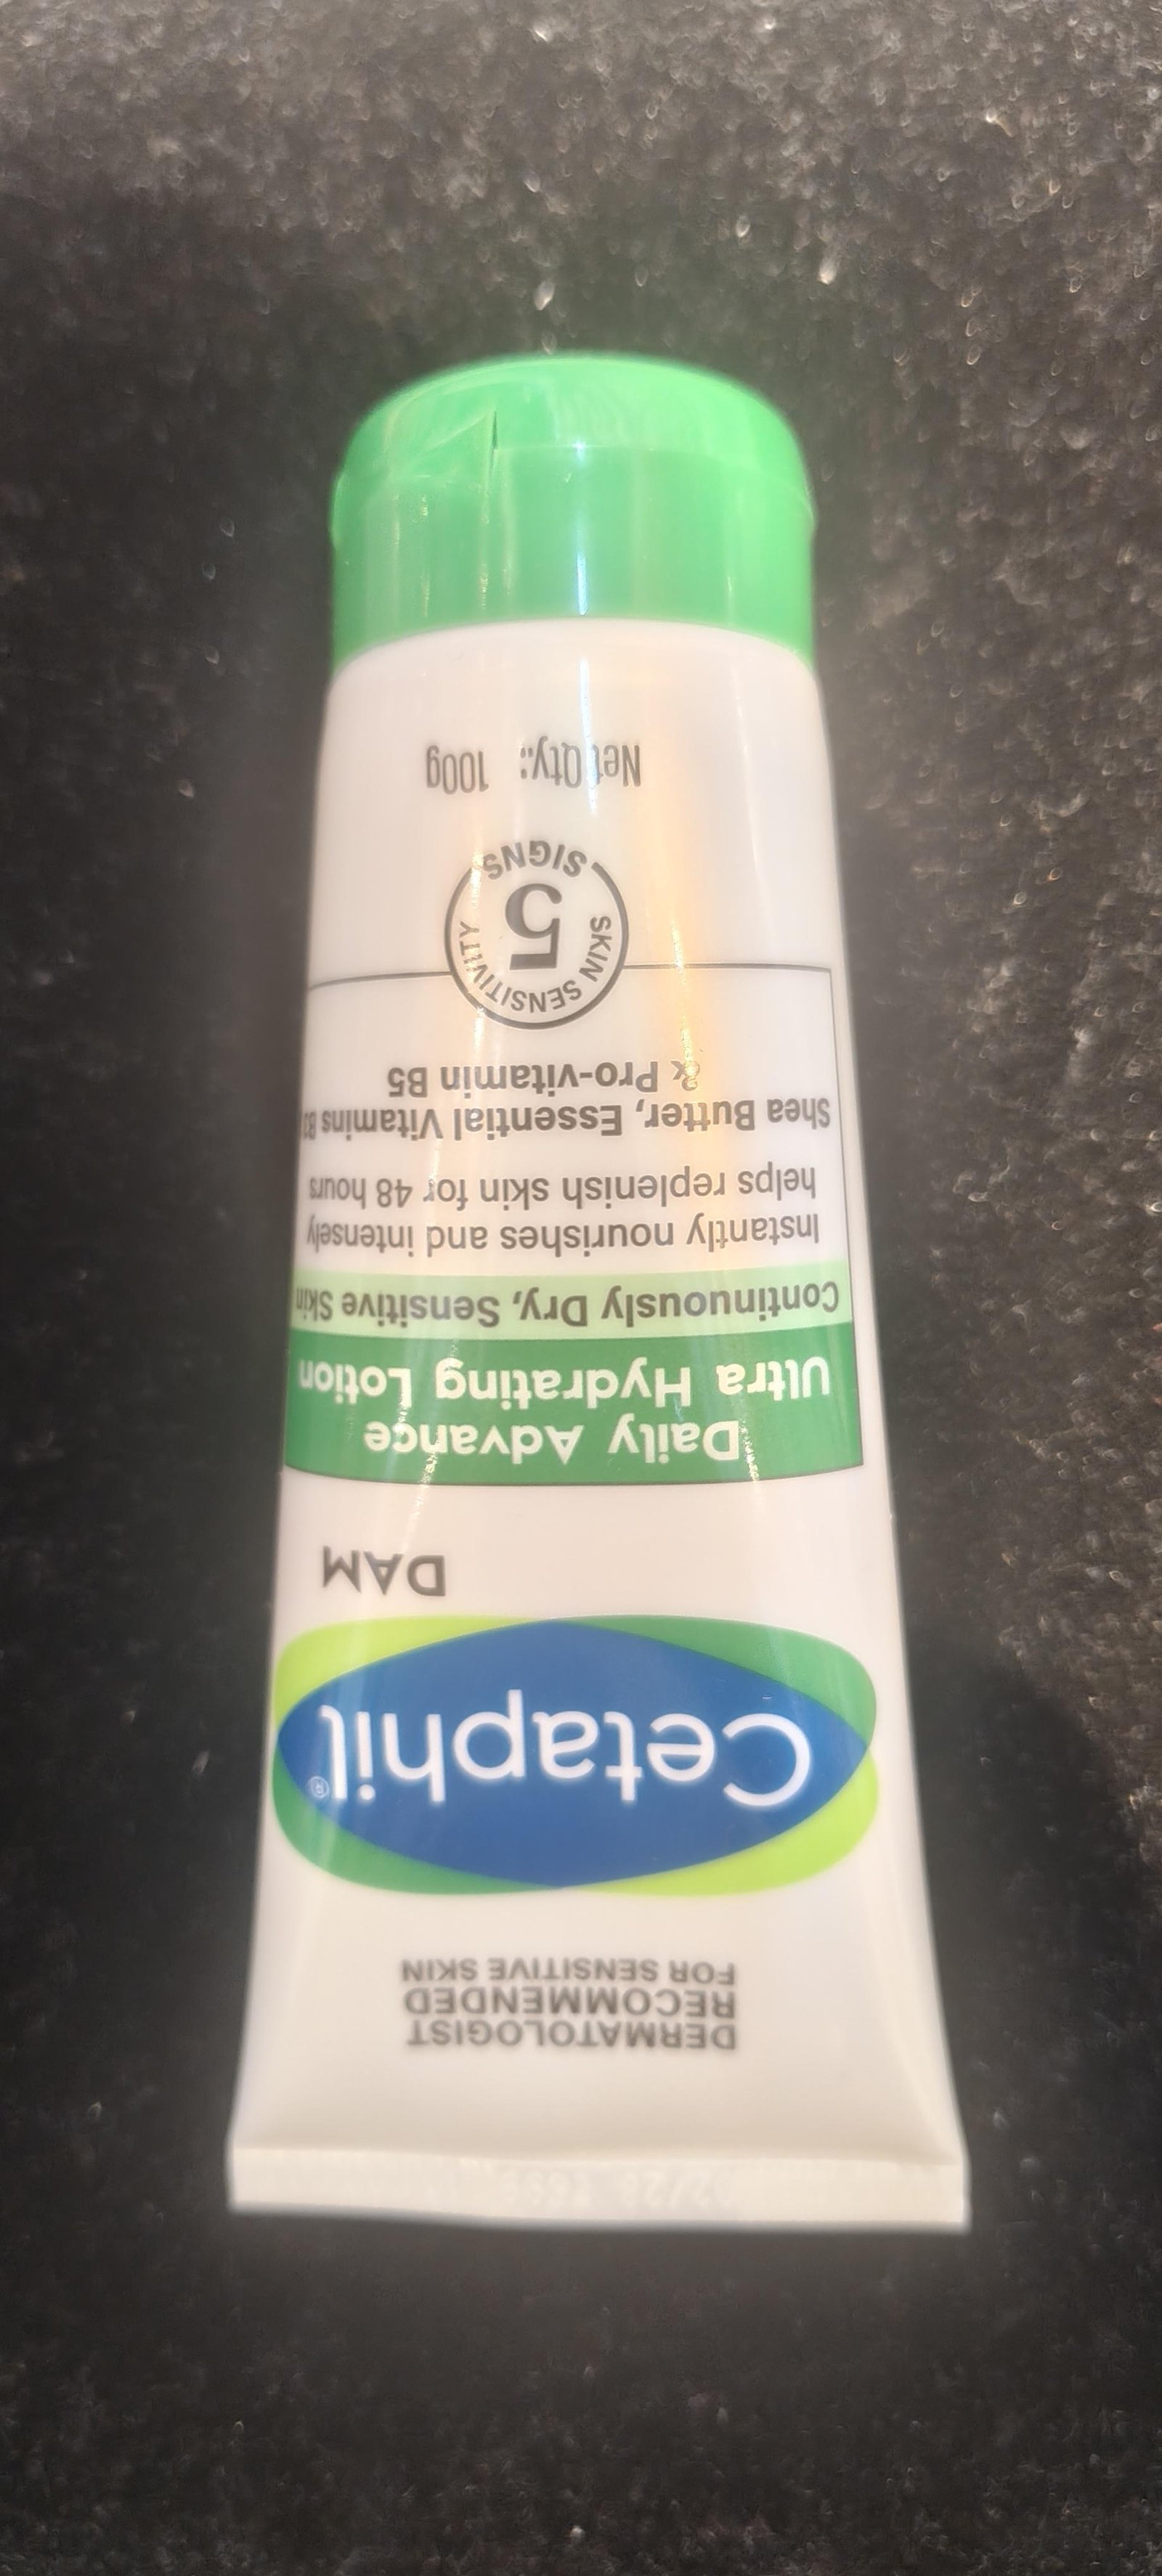 DERMATOLOGIST
RECOMMENDED
FOR SENSITIVE SKIN
Cetaphil®
DAM
Daily Advance
Ultra Hydrating Lotion
Continuously Dry, Sensitive Skin
Instantly nourishes and intensely
helps replenish skin for 48 hours
Shea Butter, Essential Vitamins B3
& Pro-vitamin B5
SKIN SENSITIVITY
5
SIGNS
Net Qty.: 100g